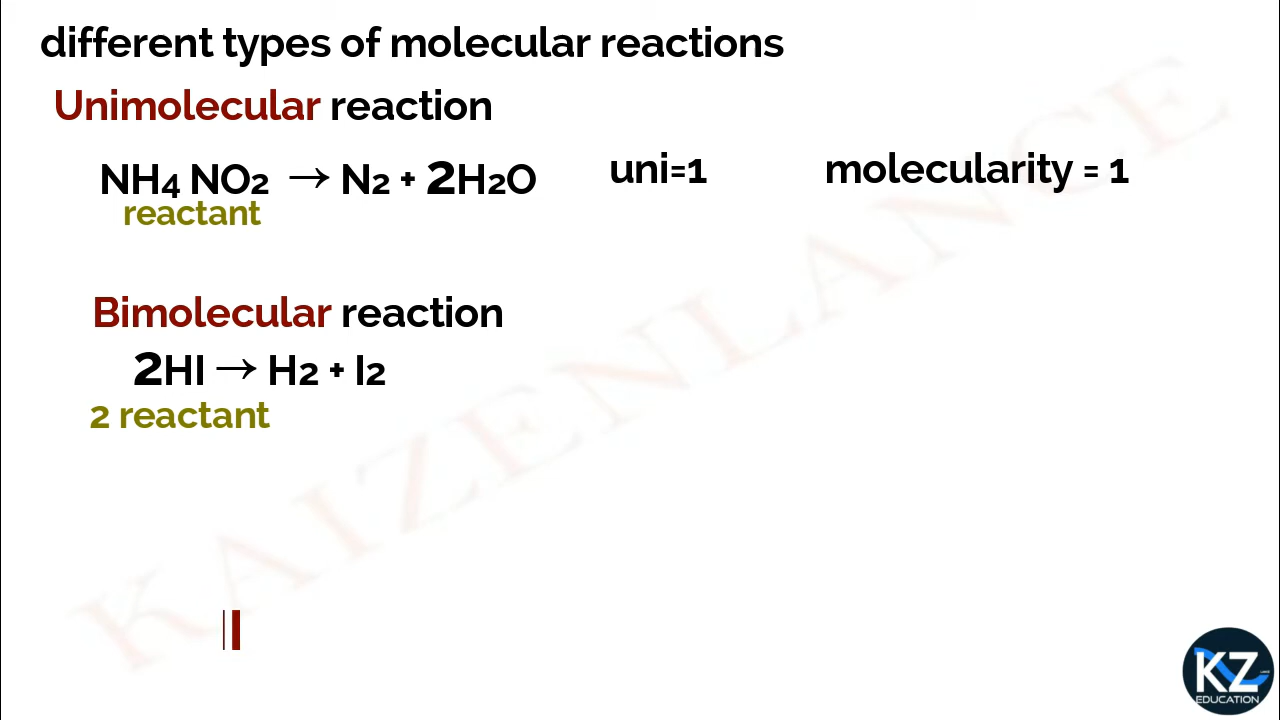 different types of molecular reactions
Unimolecular reaction
NH4 NO2 → N2 + 2H2O uni=1 molecularity = 1
reactant
Bimolecular reaction
2HI → H2 + I2
2 reactant
KAIZENLANCE
KZ
EDUCATION